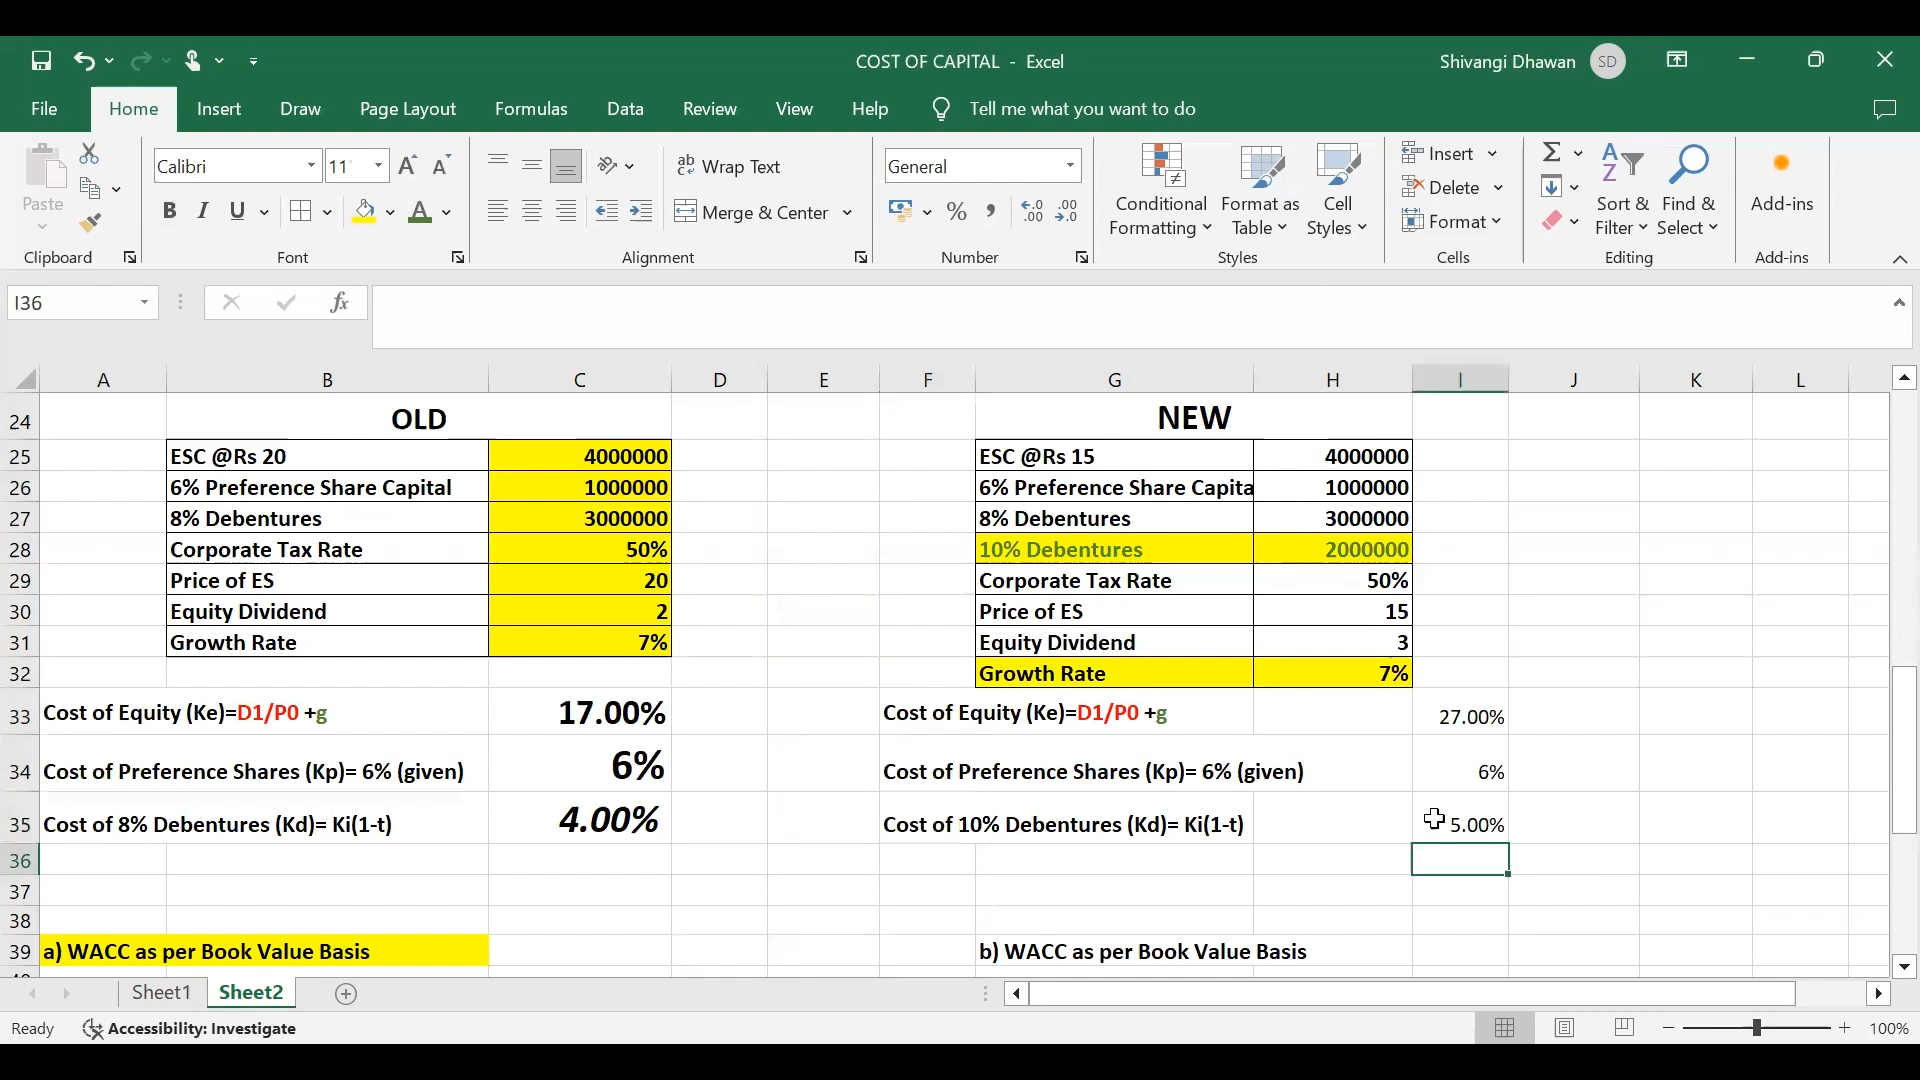 COST OF CAPITAL - Excel
Shivangi Dhawan
SD
File Home Insert Draw Page Layout Formulas Data Review View Help Tell me what you want to do
Paste
Clipboard
Calibri 11
B I U
Font
ab Wrap Text
Merge & Center
Alignment
General
% ,
Number
Conditional Formatting
Format as Table
Cell Styles
Styles
Insert
Delete
Format
Cells
Sort & Filter
Find & Select
Editing
Add-ins
Add-ins
I36 fx
A B C D E F G H I J K L
24 OLD NEW
25 ESC @Rs 20 4000000 ESC @Rs 15 4000000
26 6% Preference Share Capital 1000000 6% Preference Share Capita 1000000
27 8% Debentures 3000000 8% Debentures 3000000
28 Corporate Tax Rate 50% 10% Debentures 2000000
29 Price of ES 20 Corporate Tax Rate 50%
30 Equity Dividend 2 Price of ES 15
31 Growth Rate 7% Equity Dividend 3
32 Growth Rate 7%
33 Cost of Equity (Ke)=D1/P0 +g 17.00% Cost of Equity (Ke)=D1/P0 +g 27.00%
34 Cost of Preference Shares (Kp)= 6% (given) 6% Cost of Preference Shares (Kp)= 6% (given) 6%
35 Cost of 8% Debentures (Kd)= Ki(1-t) 4.00% Cost of 10% Debentures (Kd)= Ki(1-t) 5.00%
36
37
38
39 a) WACC as per Book Value Basis b) WACC as per Book Value Basis
Sheet1 Sheet2
Ready Accessibility: Investigate 100%